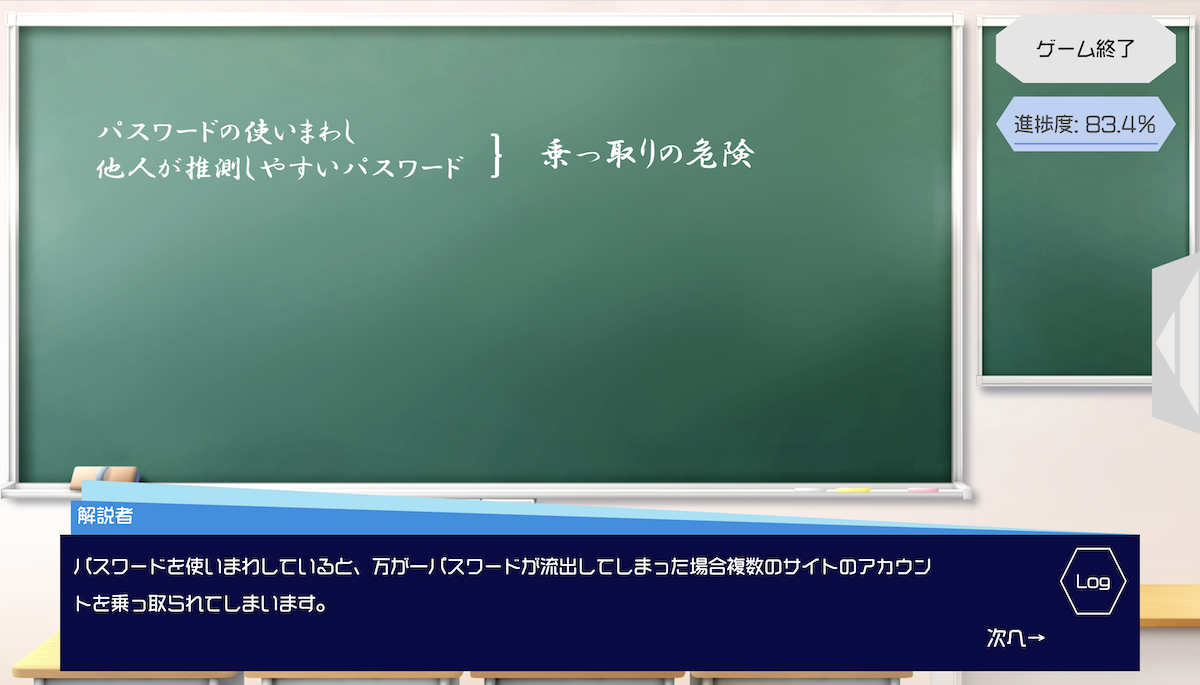 パスワードの使いまわし
他人が推測しやすいパスワード
} 乗っ取りの危険
ゲーム終了
進捗度: 83.4%
解説者
パスワードを使いまわしていると、万が一パスワードが流出してしまった場合複数のサイトのアカウン
トを乗っ取られてしまいます。
Log
次へ→